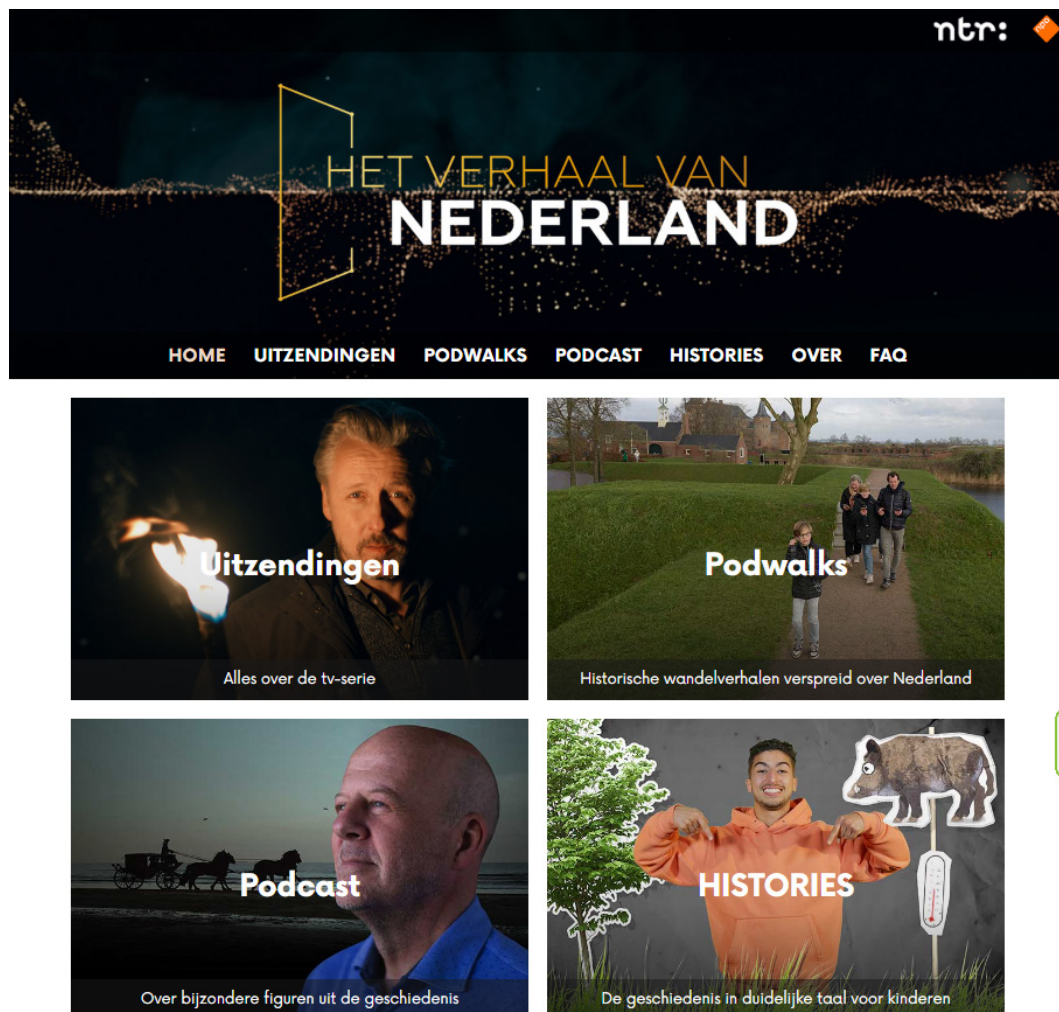 ntr:
npo
HET VERHAAL VAN
NEDERLAND
HOME UITZENDINGEN PODWALKS PODCAST HISTORIES OVER FAQ
Uitzendingen
Alles over de tv-serie
Podwalks
Historische wandelverhalen verspreid over Nederland
Podcast
Over bijzondere figuren uit de geschiedenis
HISTORIES
De geschiedenis in duidelijke taal voor kinderen